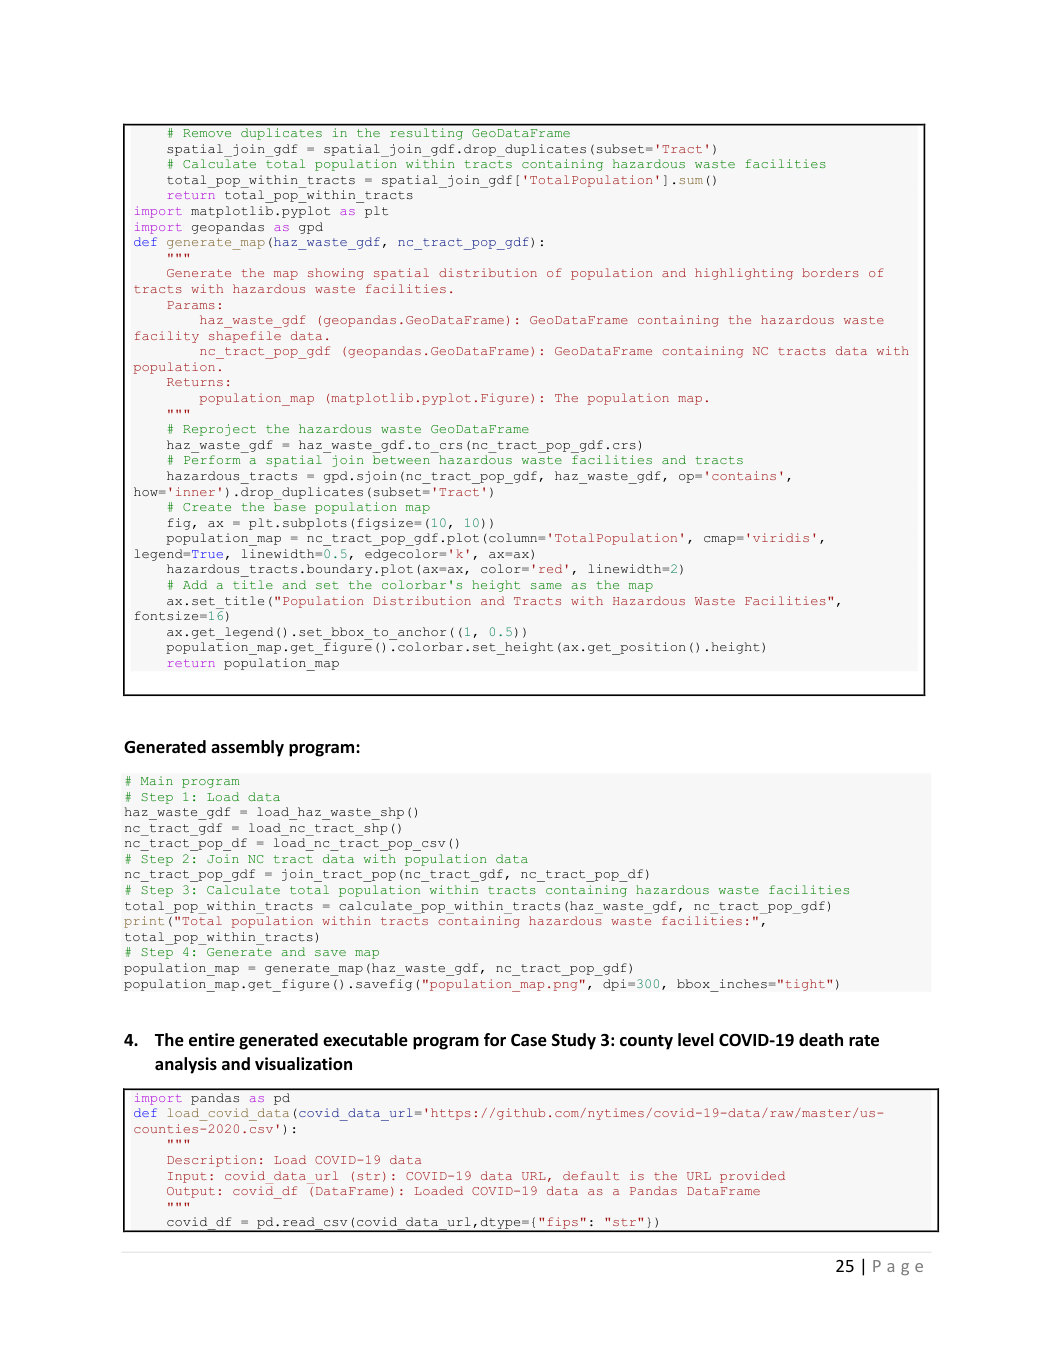 # Remove duplicates in the resulting GeoDataFrame
    spatial_join_gdf = spatial_join_gdf.drop_duplicates(subset='Tract')
    # Calculate total population within tracts containing hazardous waste facilities
    total_pop_within_tracts = spatial_join_gdf['TotalPopulation'].sum()
    return total_pop_within_tracts
import matplotlib.pyplot as plt
import geopandas as gpd
def generate_map(haz_waste_gdf, nc_tract_pop_gdf):
    """
    Generate the map showing spatial distribution of population and highlighting borders of
tracts with hazardous waste facilities.
    Params:
        haz_waste_gdf (geopandas.GeoDataFrame): GeoDataFrame containing the hazardous waste
facility shapefile data.
        nc_tract_pop_gdf (geopandas.GeoDataFrame): GeoDataFrame containing NC tracts data with
population.
    Returns:
        population_map (matplotlib.pyplot.Figure): The population map.
    """
    # Reproject the hazardous waste GeoDataFrame
    haz_waste_gdf = haz_waste_gdf.to_crs(nc_tract_pop_gdf.crs)
    # Perform a spatial join between hazardous waste facilities and tracts
    hazardous_tracts = gpd.sjoin(nc_tract_pop_gdf, haz_waste_gdf, op='contains',
how='inner').drop_duplicates(subset='Tract')
    # Create the base population map
    fig, ax = plt.subplots(figsize=(10, 10))
    population_map = nc_tract_pop_gdf.plot(column='TotalPopulation', cmap='viridis',
legend=True, linewidth=0.5, edgecolor='k', ax=ax)
    hazardous_tracts.boundary.plot(ax=ax, color='red', linewidth=2)
    # Add a title and set the colorbar's height same as the map
    ax.set_title("Population Distribution and Tracts with Hazardous Waste Facilities",
fontsize=16)
    ax.get_legend().set_bbox_to_anchor((1, 0.5))
    population_map.get_figure().colorbar.set_height(ax.get_position().height)
    return population_map
Generated assembly program:
# Main program
# Step 1: Load data
haz_waste_gdf = load_haz_waste_shp()
nc_tract_gdf = load_nc_tract_shp()
nc_tract_pop_df = load_nc_tract_pop_csv()
# Step 2: Join NC tract data with population data
nc_tract_pop_gdf = join_tract_pop(nc_tract_gdf, nc_tract_pop_df)
# Step 3: Calculate total population within tracts containing hazardous waste facilities
total_pop_within_tracts = calculate_pop_within_tracts(haz_waste_gdf, nc_tract_pop_gdf)
print("Total population within tracts containing hazardous waste facilities:",
total_pop_within_tracts)
# Step 4: Generate and save map
population_map = generate_map(haz_waste_gdf, nc_tract_pop_gdf)
population_map.get_figure().savefig("population_map.png", dpi=300, bbox_inches="tight")
4. The entire generated executable program for Case Study 3: county level COVID-19 death rate
analysis and visualization
import pandas as pd
def load_covid_data(covid_data_url='https://github.com/nytimes/covid-19-data/raw/master/us-
counties-2020.csv'):
    """
    Description: Load COVID-19 data
    Input: covid_data_url (str): COVID-19 data URL, default is the URL provided
    Output: covid_df (DataFrame): Loaded COVID-19 data as a Pandas DataFrame
    """
    covid_df = pd.read_csv(covid_data_url,dtype={"fips": "str"})
25 | Page